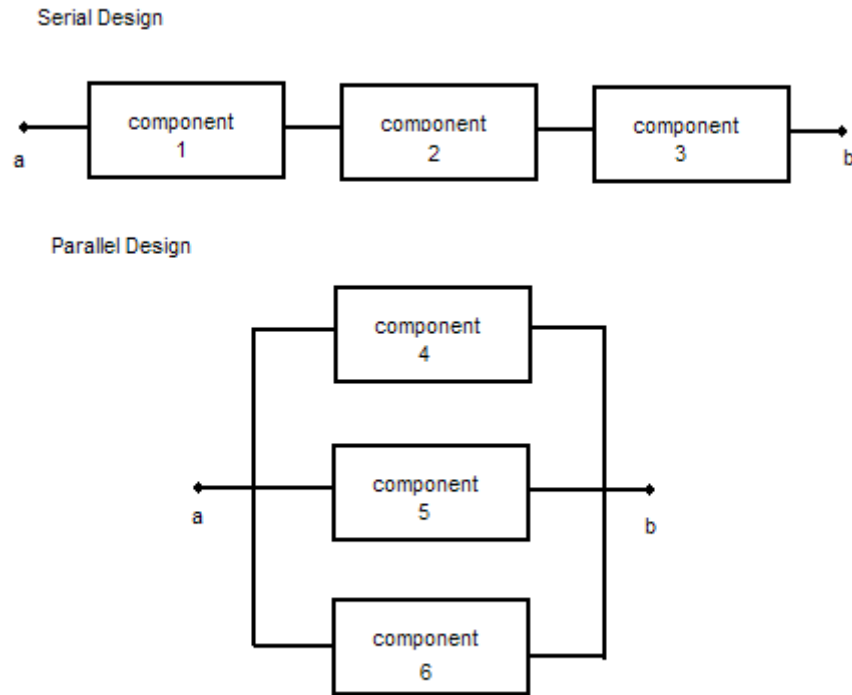 Serial Design
component
1
component
2
component
3
a
b
Parallel Design
component
4
component
5
a
b
component
6